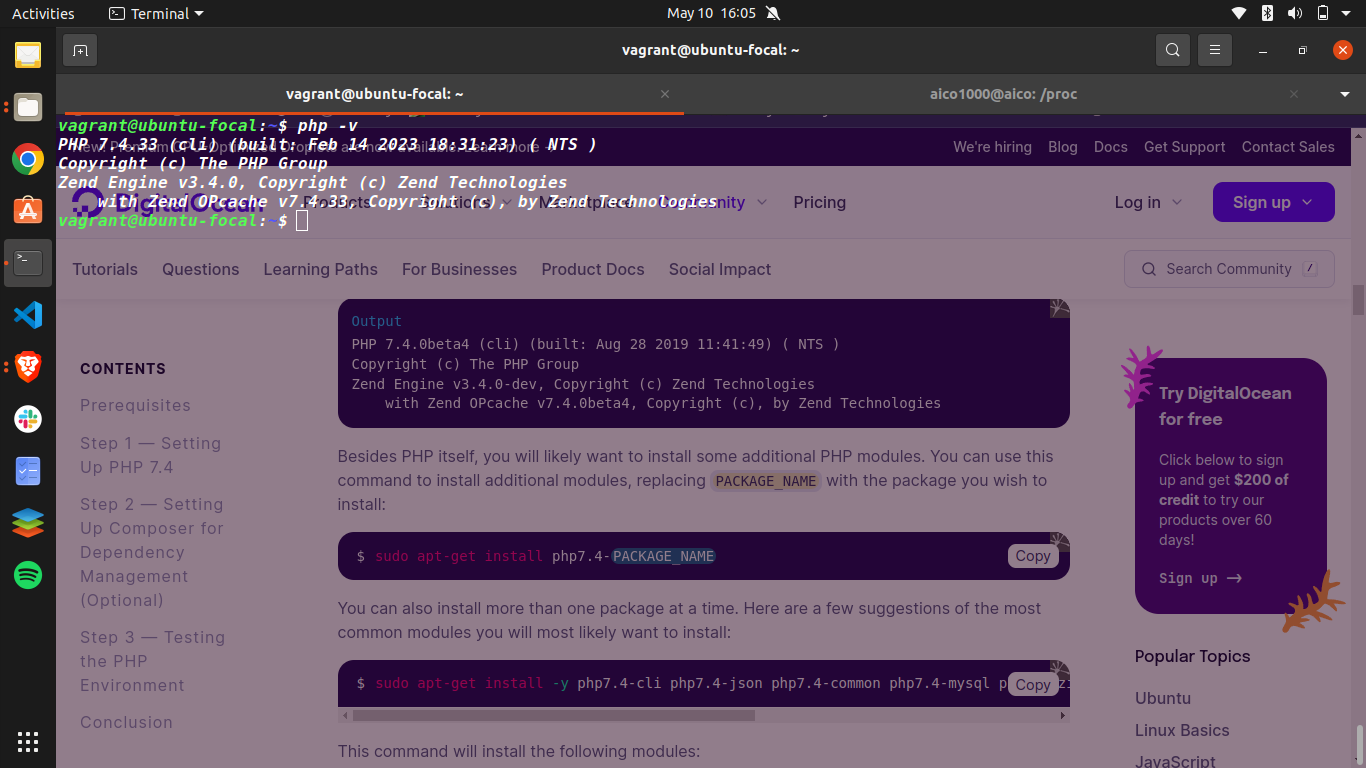 Activities
Terminal
May 10 16:05
vagrant@ubuntu-focal: ~
vagrant@ubuntu-focal: ~
aico1000@aico: /proc
vagrant@ubuntu-focal:~$ php -v
PHP 7.4.33 (cli) (built: Feb 14 2023 18:31:23) ( NTS )
Copyright (c) The PHP Group
Zend Engine v3.4.0, Copyright (c) Zend Technologies
with Zend OPcache v7.4.33, Copyright (c), by Zend Technologies
vagrant@ubuntu-focal:~$
We're hiring Blog Docs Get Support Contact Sales
DigitalOcean Products Community Pricing Log in Sign up
Tutorials Questions Learning Paths For Businesses Product Docs Social Impact Search Community /
CONTENTS
Prerequisites
Step 1 — Setting
Up PHP 7.4
Step 2 — Setting
Up Composer for
Dependency
Management
(Optional)
Step 3 — Testing
the PHP
Environment
Conclusion
Output
PHP 7.4.0beta4 (cli) (built: Aug 28 2019 11:41:49) ( NTS )
Copyright (c) The PHP Group
Zend Engine v3.4.0-dev, Copyright (c) Zend Technologies
with Zend OPcache v7.4.0beta4, Copyright (c), by Zend Technologies
Besides PHP itself, you will likely want to install some additional PHP modules. You can use this
command to install additional modules, replacing PACKAGE_NAME with the package you wish to
install:
$ sudo apt-get install php7.4-PACKAGE_NAME
Copy
You can also install more than one package at a time. Here are a few suggestions of the most
common modules you will most likely want to install:
$ sudo apt-get install -y php7.4-cli php7.4-json php7.4-common php7.4-mysql
Copy
This command will install the following modules:
Try DigitalOcean
for free
Click below to sign
up and get $200 of
credit to try our
products over 60
days!
Sign up →
Popular Topics
Ubuntu
Linux Basics
JavaScript